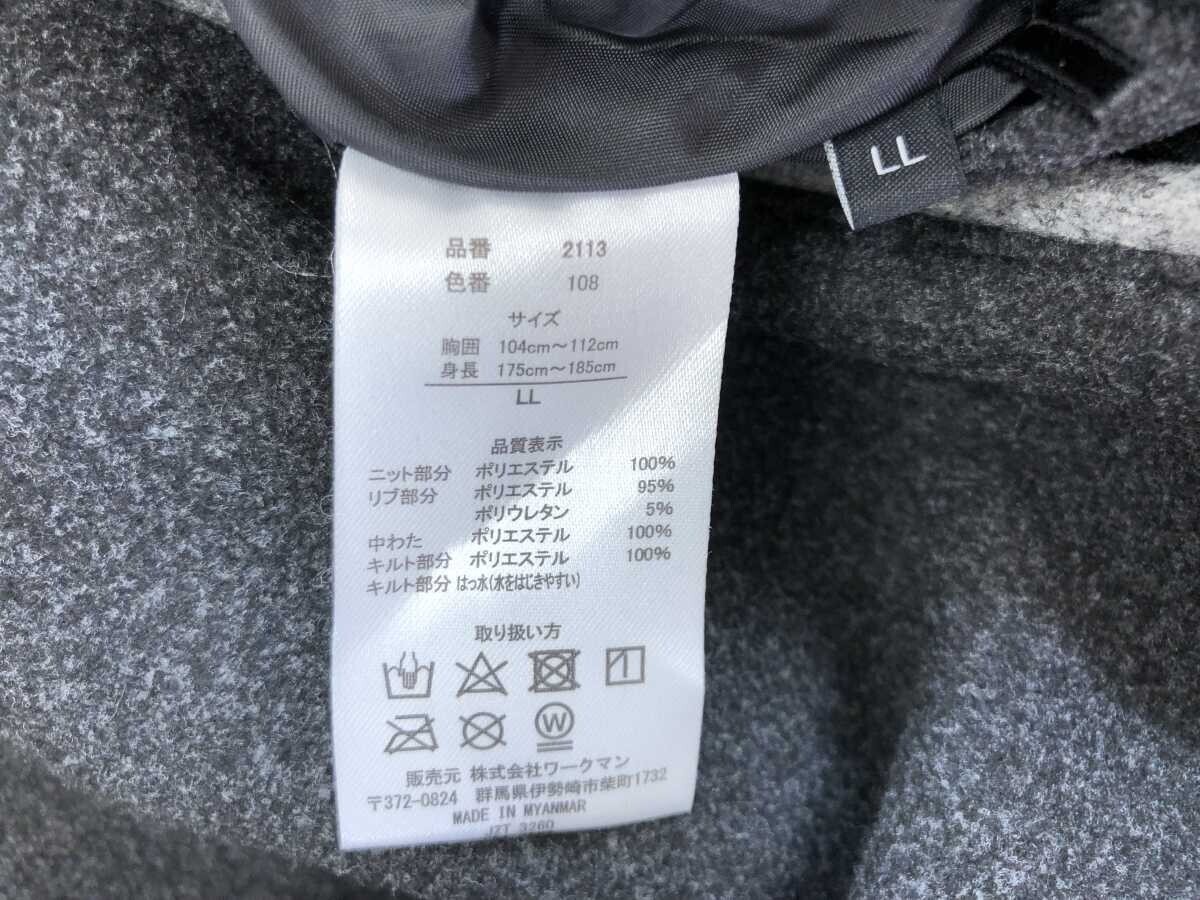 LL
品番 2113
色番 108
サイズ
胸囲 104cm～112cm
身長 175cm～185cm
LL
品質表示
ニット部分 ポリエステル 100%
リブ部分 ポリエステル 95%
ポリウレタン 5%
中わた ポリエステル 100%
キルト部分 ポリエステル 100%
キルト部分 はっ水(水をはじきやすい)
取り扱い方
W
販売元 株式会社ワークマン
〒372-0824 群馬県伊勢崎市柴町1732
MADE IN MYANMAR
JZT 3260